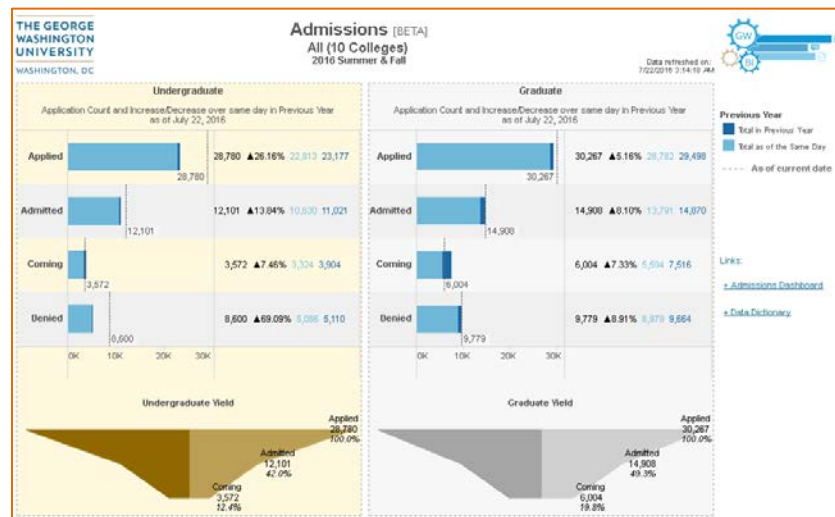 THE GEORGE
WASHINGTON
UNIVERSITY
WASHINGTON, DC
Admissions [BETA]
All (10 Colleges)
2016 Summer & Fall
Data refreshed on:
GW
BI
Undergraduate
Application Count and Increase/Decrease over same day in Previous Year
as of July 22, 2016
Applied
28,780
28,780 ▲26.16% 22,813 23,177
Admitted
12,101
12,101 ▲13.84% 10,630 11,021
Coming
3,572
3,572 ▲7.46% 3,324 3,904
Denied
8,600
8,600 ▲69.09% 5,086 5,110
0K 10K 20K 30K
Graduate
Application Count and Increase/Decrease over same day in Previous Year
as of July 22, 2016
Applied
30,267
30,267 ▲5.16% 28,782 29,498
Admitted
14,908
14,908 ▲8.10% 13,791 14,870
Coming
6,004
6,004 ▲7.33% 5,594 7,516
Denied
9,779
9,779 ▲8.91% 8,979 9,664
0K 10K 20K 30K
Previous Year
Total in Previous Year
Total as of the Same Day
As of current date
Links:
+ Admissions Dashboard
+ Data Dictionary
Undergraduate Yield
Applied
28,780
100.0%
Admitted
12,101
42.0%
Coming
3,572
12.4%
Graduate Yield
Applied
30,267
100.0%
Admitted
14,908
49.3%
Coming
6,004
19.8%